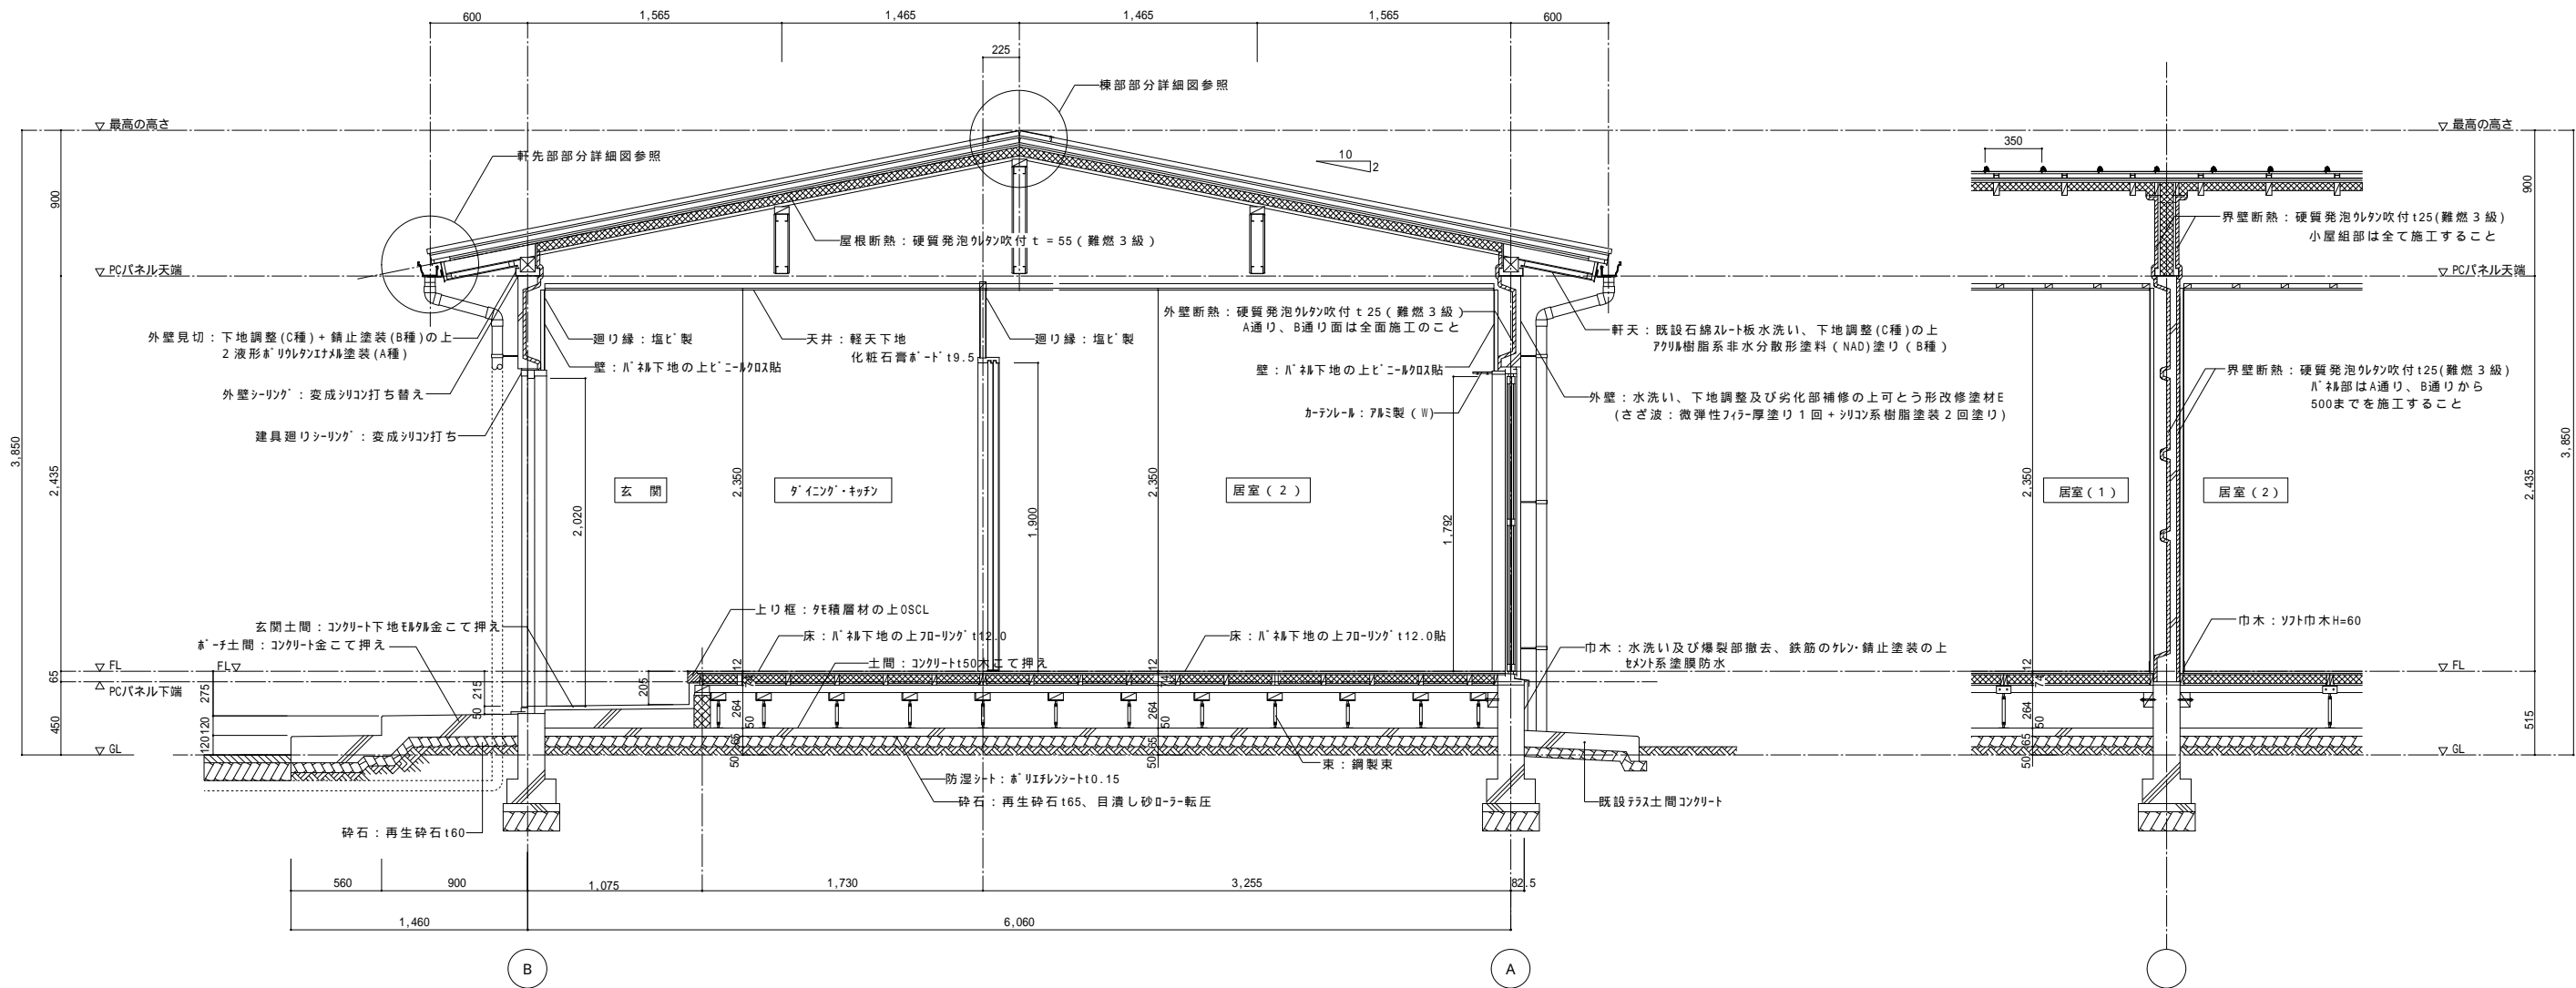 600
1,565
1,465
1,465
1,565
600
225
棟部部分詳細図参照
▽ 最高の高さ
▽ 最高の高さ
350
軒先部部分詳細図参照
10
2
900
900
界壁断熱：硬質発泡ｳﾚﾀﾝ吹付t25(難燃３級)
小屋組部は全て施工すること
屋根断熱：硬質発泡ｳﾚﾀﾝ吹付ｔ＝55（難燃３級）
▽ PCパネル天端
▽ PCパネル天端
外壁見切：下地調整(C種)＋錆止塗装(B種)の上
２液形ﾎﾟﾘｳﾚﾀﾝｴﾅﾒﾙ塗装(A種)
廻り縁：塩ﾋﾞ製
天井：軽天下地
化粧石膏ﾎﾞｰﾄﾞt9.5
廻り縁：塩ﾋﾞ製
外壁断熱：硬質発泡ｳﾚﾀﾝ吹付ｔ25（難燃３級）
A通り、B通り面は全面施工のこと
軒天：既設石綿ｽﾚｰﾄ板水洗い、下地調整(C種)の上
ｱｸﾘﾙ樹脂系非水分散形塗料（NAD)塗り（B種）
壁：ﾊﾟﾈﾙ下地の上ﾋﾞﾆｰﾙｸﾛｽ貼
壁：ﾊﾟﾈﾙ下地の上ﾋﾞﾆｰﾙｸﾛｽ貼
界壁断熱：硬質発泡ｳﾚﾀﾝ吹付t25(難燃３級)
ﾊﾟﾈﾙ部はA通り、B通りから
500までを施工すること
外壁ｼｰﾘﾝｸﾞ：変成ｼﾘｺﾝ打ち替え
ｶｰﾃﾝﾚｰﾙ：ｱﾙﾐ製（W)
外壁：水洗い、下地調整及び劣化部補修の上可とう形改修塗材E
(さざ波：微弾性ﾌｨﾗｰ厚塗り１回＋ｼﾘｺﾝ系樹脂塗装２回塗り)
建具廻りｼｰﾘﾝｸﾞ：変成ｼﾘｺﾝ打ち
3,850
2,435
2,020
2,350
1,900
2,350
1,792
2,350
2,435
3,850
玄　関
ﾀﾞｲﾆﾝｸﾞ・ｷｯﾁﾝ
居室（２）
居室（１）
居室（２）
上り框：ﾀﾓ積層材の上OSCL
玄関土間：ｺﾝｸﾘｰﾄ下地ﾓﾙﾀﾙ金こて押え
ﾎﾟｰﾁ土間：ｺﾝｸﾘｰﾄ金こて押え
床：ﾊﾟﾈﾙ下地の上ﾌﾛｰﾘﾝｸﾞt12.0
床：ﾊﾟﾈﾙ下地の上ﾌﾛｰﾘﾝｸﾞt12.0貼
巾木：ｿﾌﾄ巾木H=60
巾木：水洗い及び爆裂部撤去、鉄筋のｹﾚﾝ・錆止塗装の上
ｾﾒﾝﾄ系塗膜防水
土間：ｺﾝｸﾘｰﾄt50木こて押え
▽ FL
FL▽
▽ FL
△ PCパネル下端
65
450
275
120
120
215
50
205
12
74
264
50
65
50
12
74
264
50
65
50
12
74
264
50
65
50
515
▽ GL
▽ GL
防湿ｼｰﾄ：ﾎﾟﾘｴﾁﾚﾝｼｰﾄt0.15
砕石：再生砕石t65、目潰し砂ﾛｰﾗｰ転圧
束：鋼製束
既設ﾃﾗｽ土間ｺﾝｸﾘｰﾄ
砕石：再生砕石t60
560
900
1,075
1,730
3,255
82.5
1,460
6,060
B
A